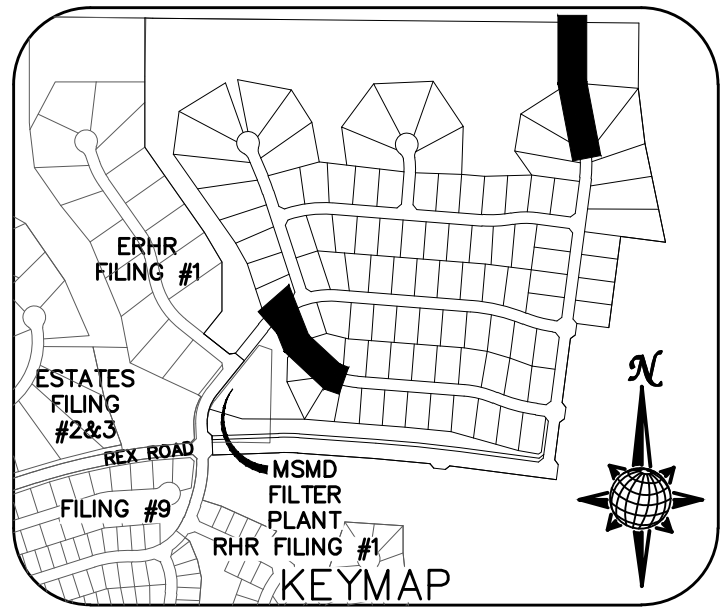 ERHR
FILING #1
ESTATES
FILING
#2&3
REX ROAD
FILING #9
MSMD
FILTER
PLANT
RHR FILING #1
KEYMAP
N